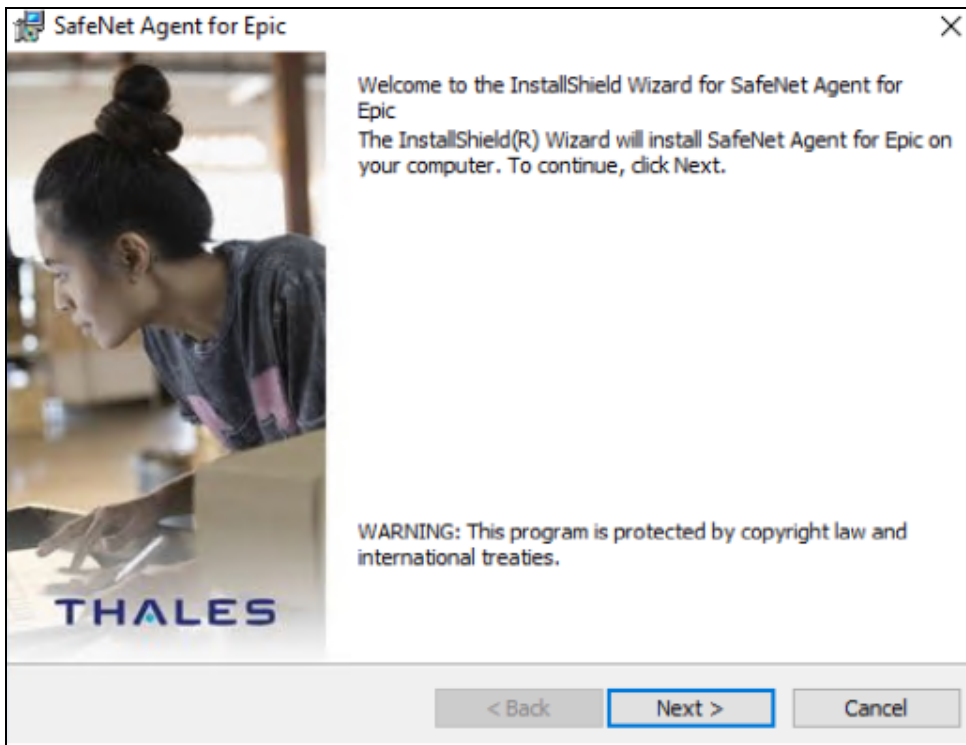 SafeNet Agent for Epic
Welcome to the InstallShield Wizard for SafeNet Agent for
Epic
The InstallShield(R) Wizard will install SafeNet Agent for Epic on
your computer. To continue, click Next.
WARNING: This program is protected by copyright law and
international treaties.
THALES
< Back
Next >
Cancel